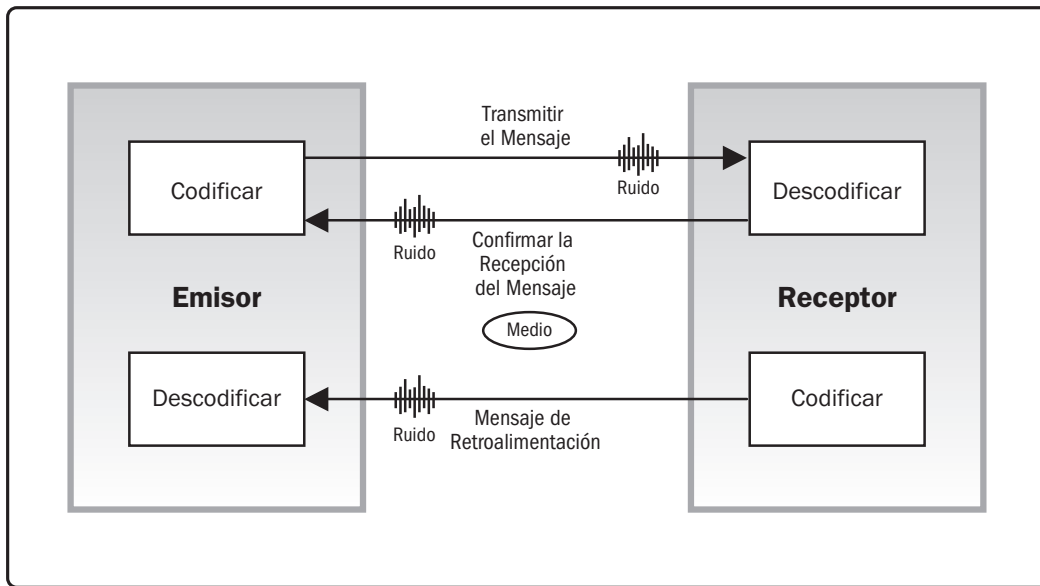 Transmitir
el Mensaje
Codificar
Ruido
Descodificar
Ruido
Confirmar la
Recepción
del Mensaje
Emisor
Receptor
Medio
Descodificar
Codificar
Ruido
Mensaje de
Retroalimentación